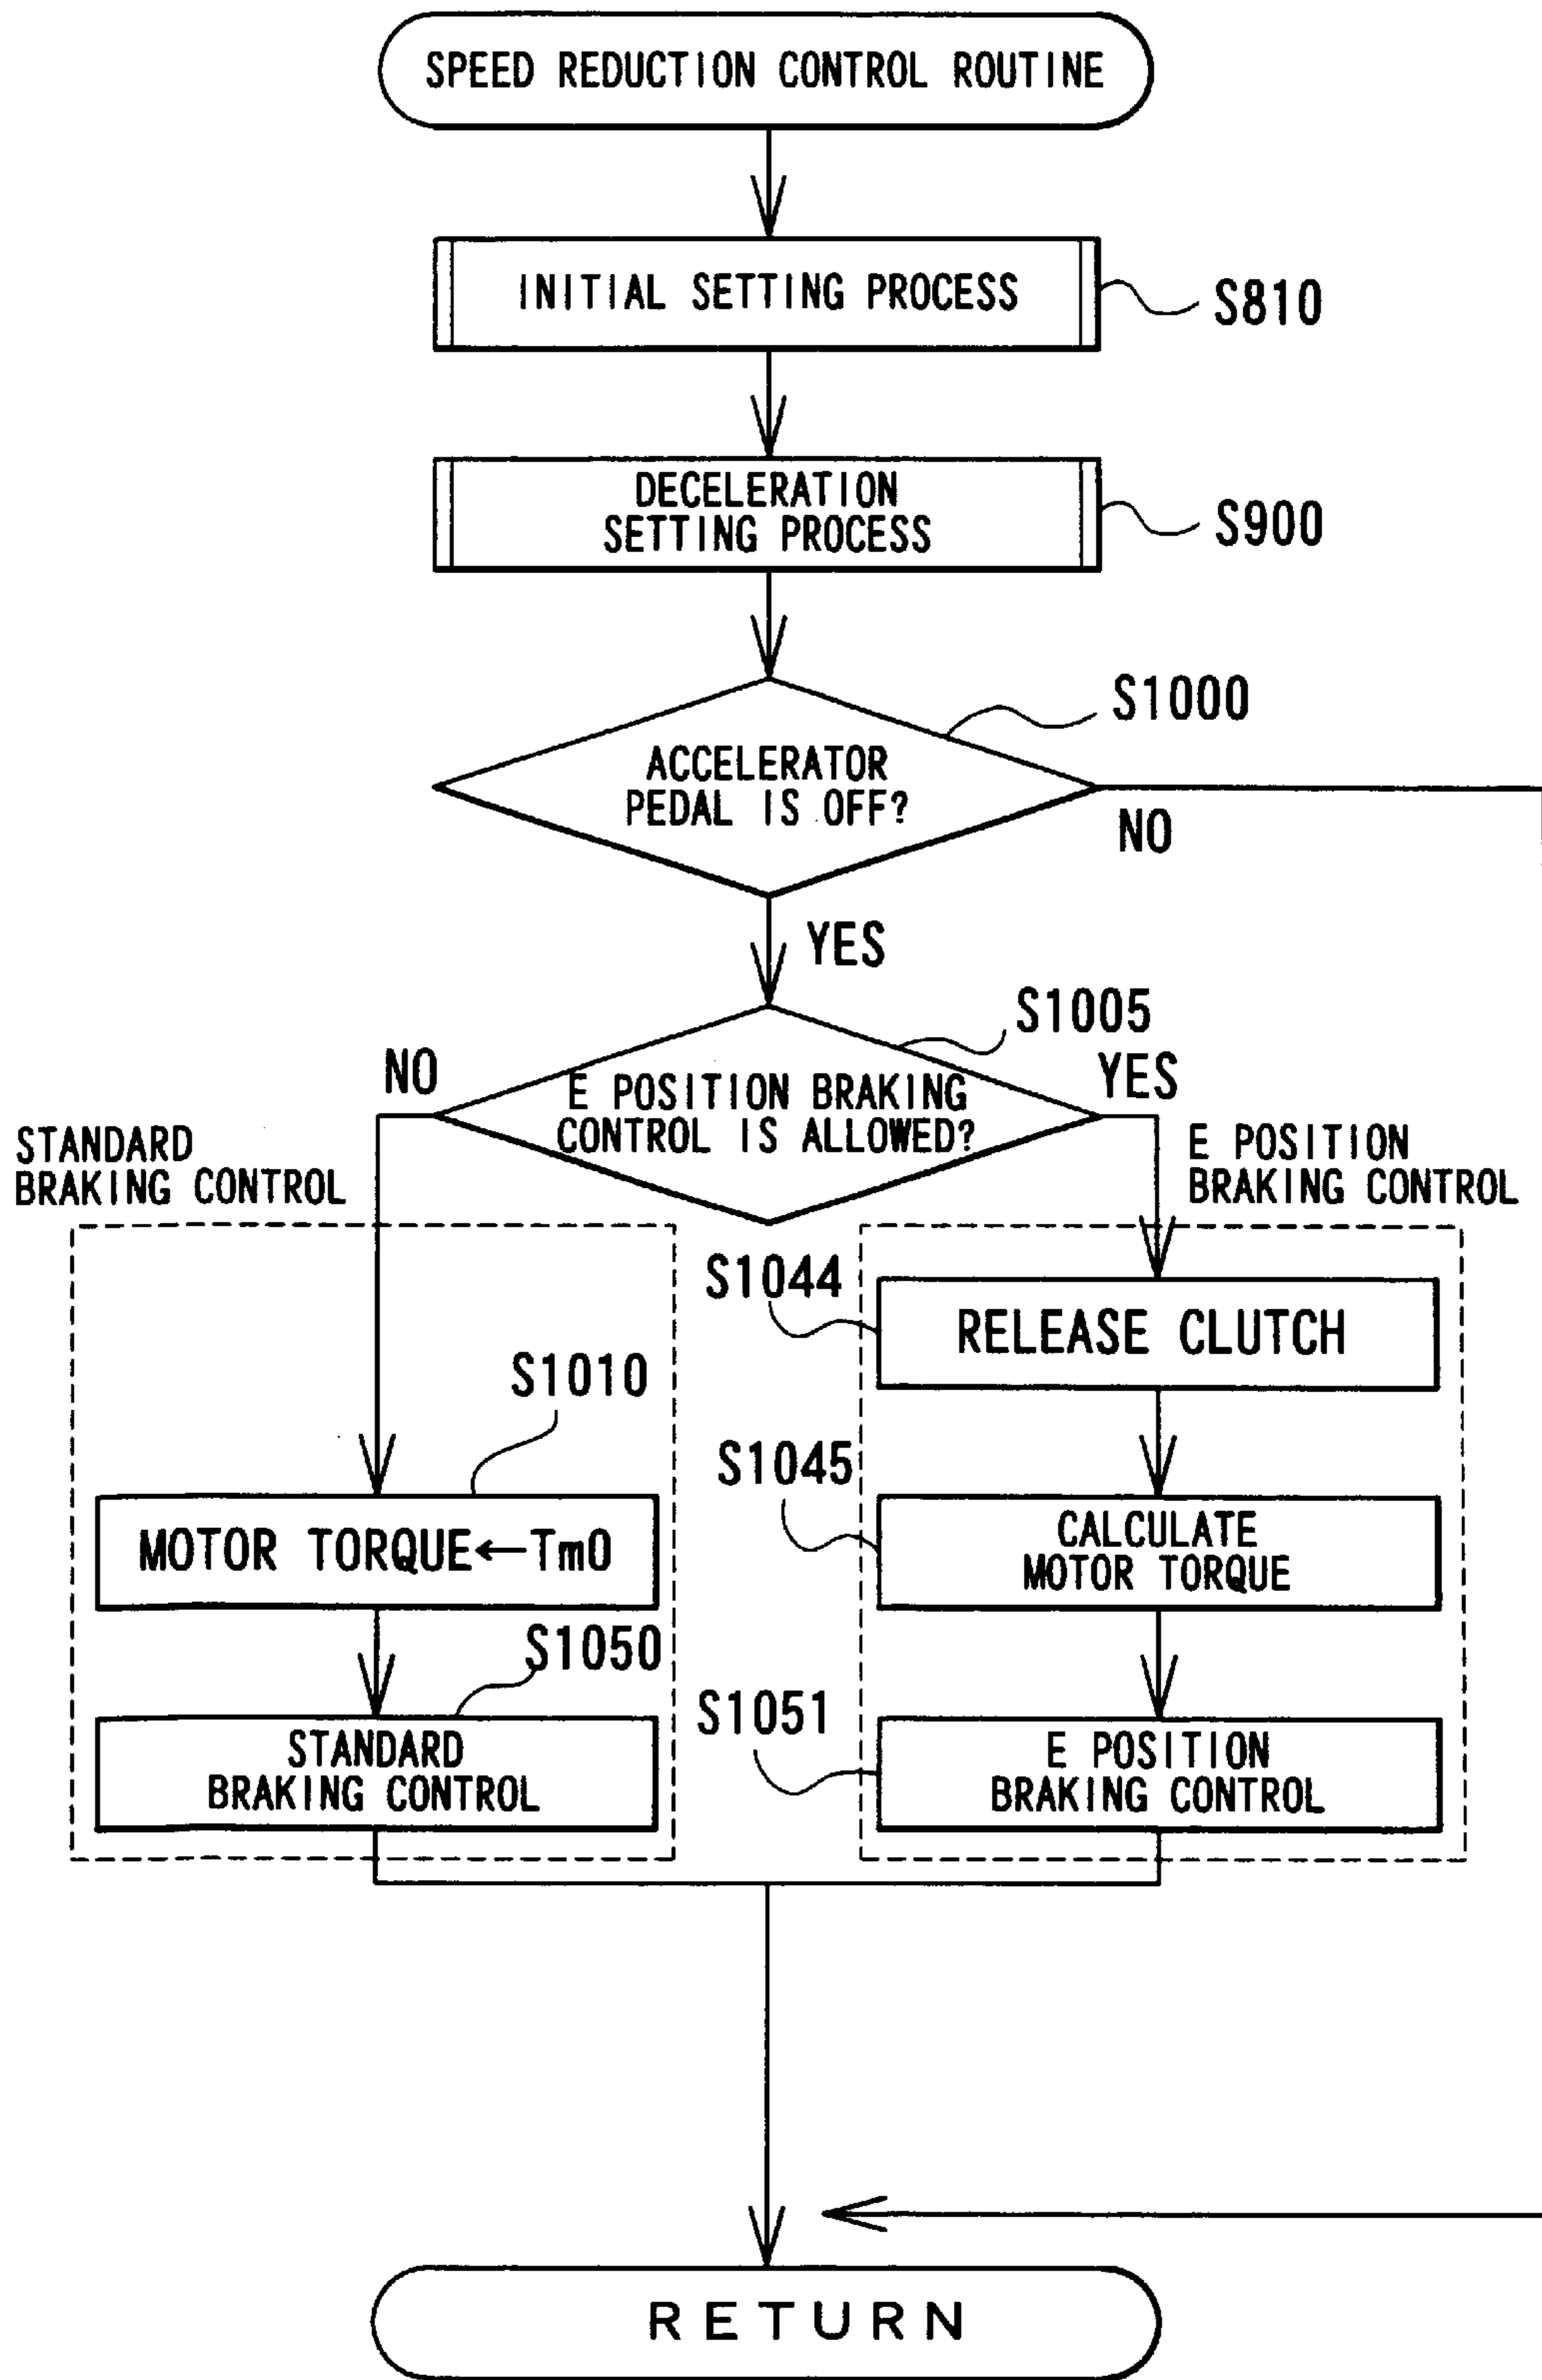 SPEED REDUCTION CONTROL ROUTINE
INITIAL SETTING PROCESS
S810
DECELERATION
SETTING PROCESS
S900
S1000
ACCELERATOR
PEDAL IS OFF?
NO
YES
S1005
NO
YES
E POSITION BRAKING
CONTROL IS ALLOWED?
STANDARD
BRAKING CONTROL
E POSITION
BRAKING CONTROL
S1044
RELEASE CLUTCH
S1010
S1045
MOTOR TORQUE←Tm0
CALCULATE
MOTOR TORQUE
S1050
S1051
STANDARD
BRAKING CONTROL
E POSITION
BRAKING CONTROL
RETURN